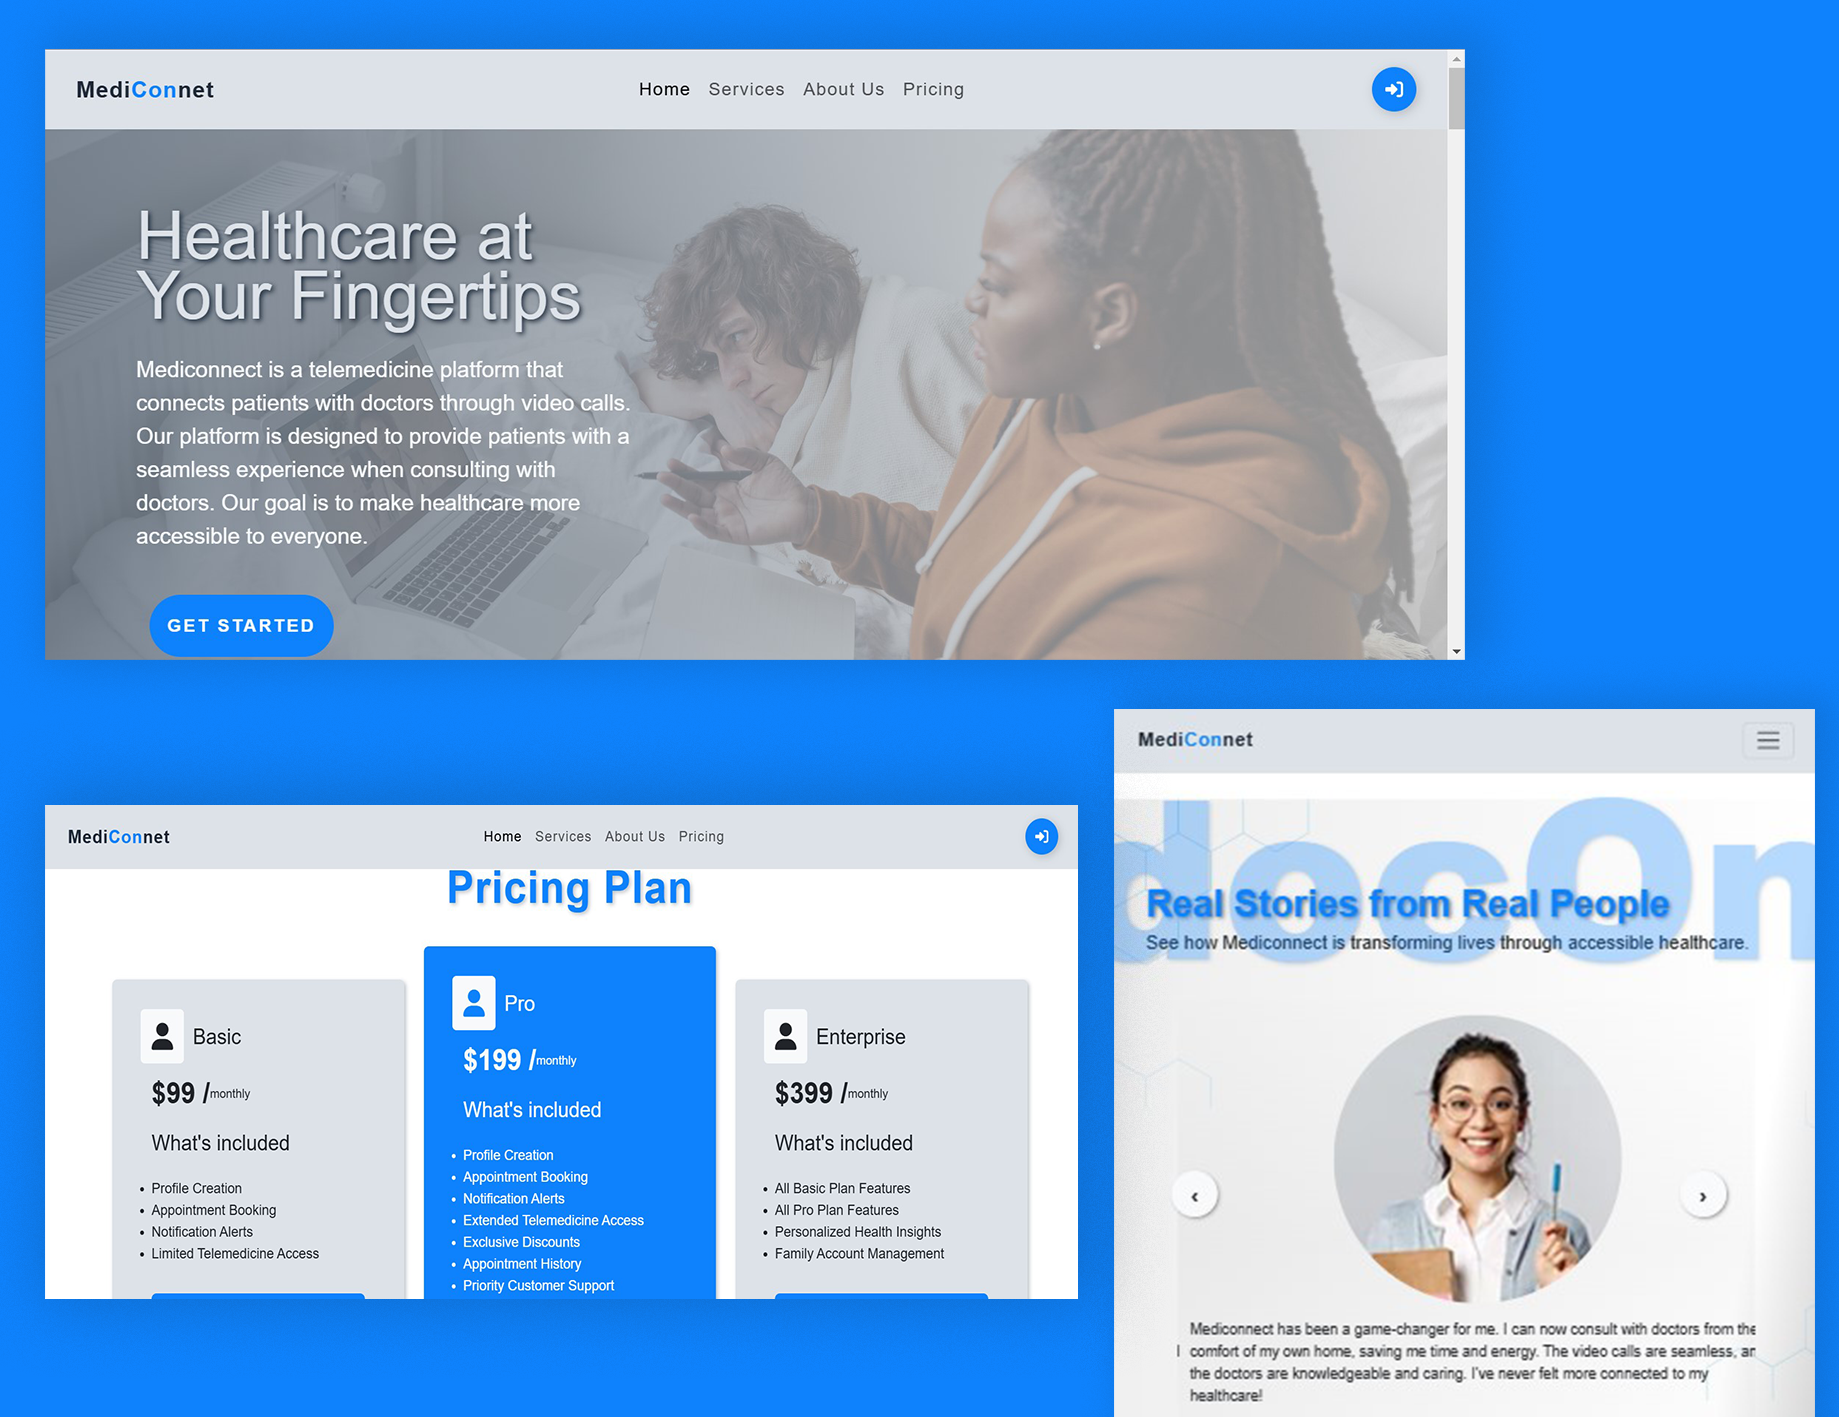 MediConnet
Home Services About Us Pricing
Healthcare at
Your Fingertips
Mediconnect is a telemedicine platform that
connects patients with doctors through video calls.
Our platform is designed to provide patients with a
seamless experience when consulting with
doctors. Our goal is to make healthcare more
accessible to everyone.
GET STARTED
MediConnet
Home Services About Us Pricing
Pricing Plan
Basic
$99 /monthly
What's included
• Profile Creation
• Appointment Booking
• Notification Alerts
• Limited Telemedicine Access
Pro
$199 /monthly
What's included
• Profile Creation
• Appointment Booking
• Notification Alerts
• Extended Telemedicine Access
• Exclusive Discounts
• Appointment History
• Priority Customer Support
Enterprise
$399 /monthly
What's included
• All Basic Plan Features
• All Pro Plan Features
• Personalized Health Insights
• Family Account Management
MediConnet
docOn
Real Stories from Real People
See how Mediconnect is transforming lives through accessible healthcare.
‹ ›
Mediconnect has been a game-changer for me. I can now consult with doctors from the
comfort of my own home, saving me time and energy. The video calls are seamless, an
the doctors are knowledgeable and caring. I've never felt more connected to my
healthcare!